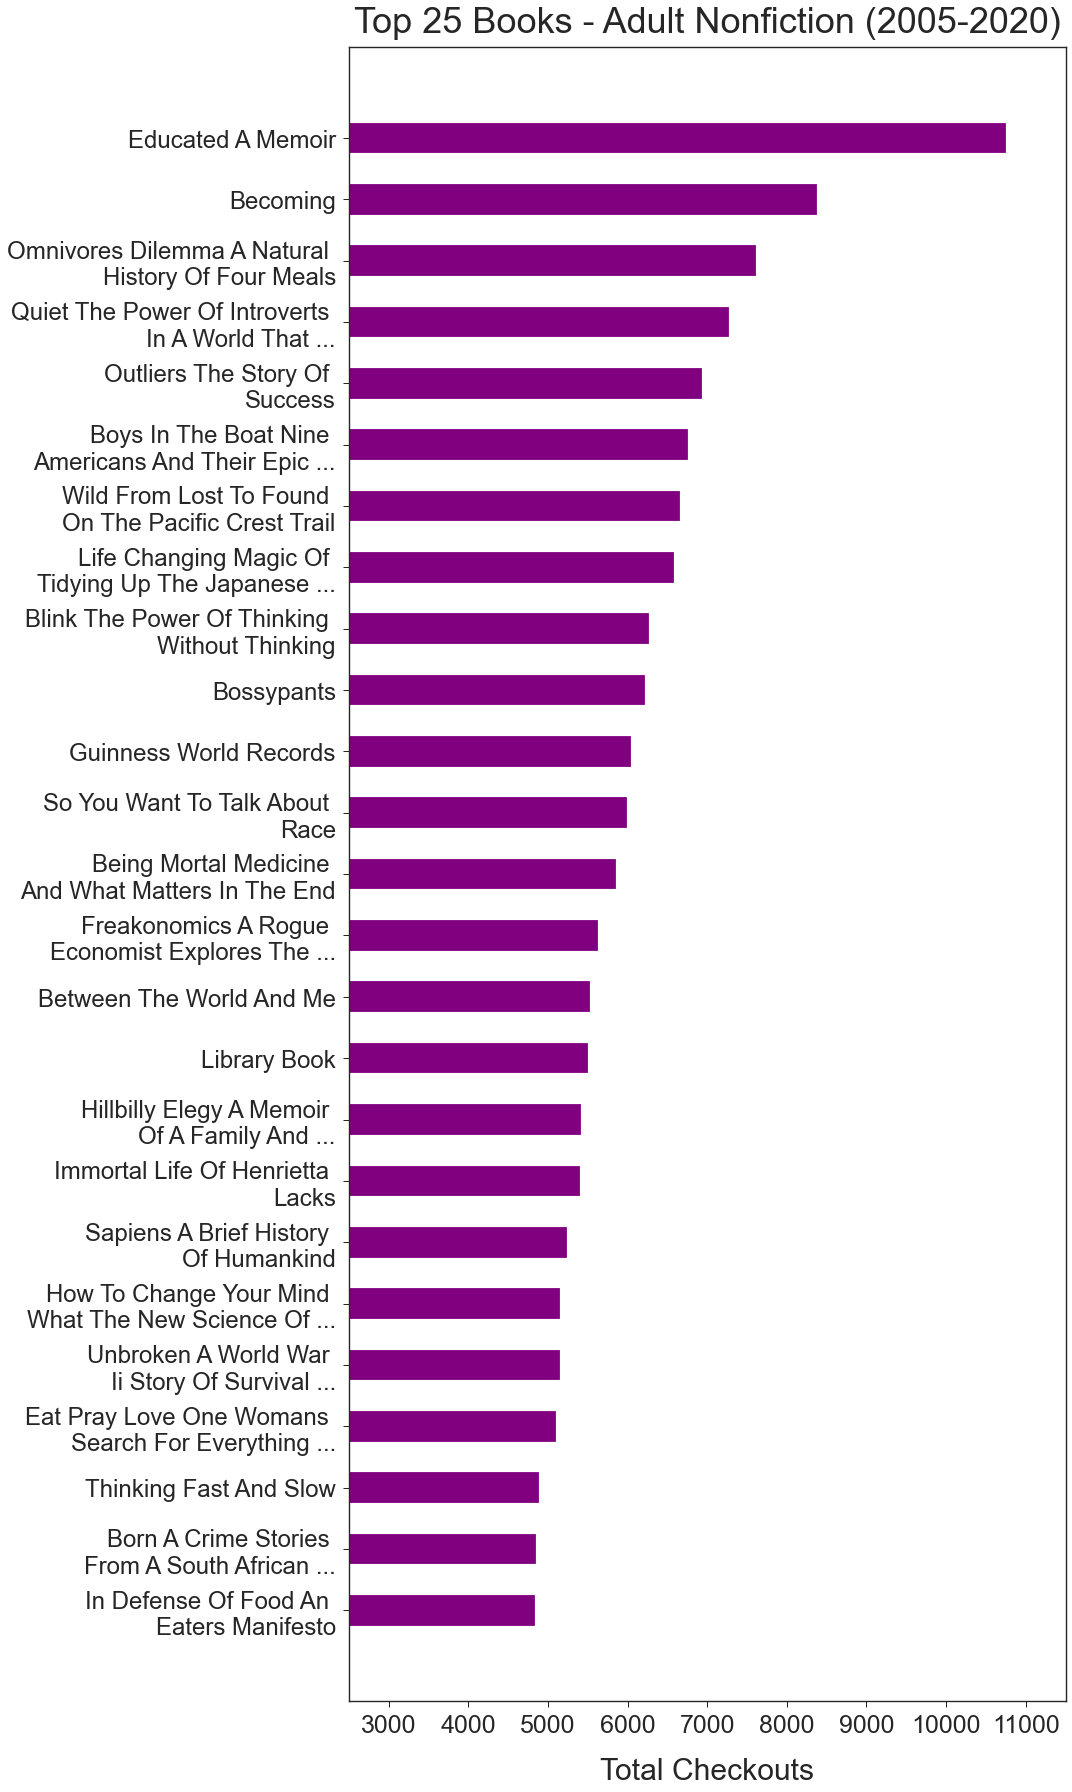 Top 25 Books - Adult Nonfiction (2005-2020)
Educated A Memoir
Becoming
Omnivores Dilemma A Natural
History Of Four Meals
Quiet The Power Of Introverts
In A World That ...
Outliers The Story Of
Success
Boys In The Boat Nine
Americans And Their Epic ...
Wild From Lost To Found
On The Pacific Crest Trail
Life Changing Magic Of
Tidying Up The Japanese ...
Blink The Power Of Thinking
Without Thinking
Bossypants
Guinness World Records
So You Want To Talk About
Race
Being Mortal Medicine
And What Matters In The End
Freakonomics A Rogue
Economist Explores The ...
Between The World And Me
Library Book
Hillbilly Elegy A Memoir
Of A Family And ...
Immortal Life Of Henrietta
Lacks
Sapiens A Brief History
Of Humankind
How To Change Your Mind
What The New Science Of ...
Unbroken A World War
Ii Story Of Survival ...
Eat Pray Love One Womans
Search For Everything ...
Thinking Fast And Slow
Born A Crime Stories
From A South African ...
In Defense Of Food An
Eaters Manifesto
3000 4000 5000 6000 7000 8000 9000 10000 11000
Total Checkouts